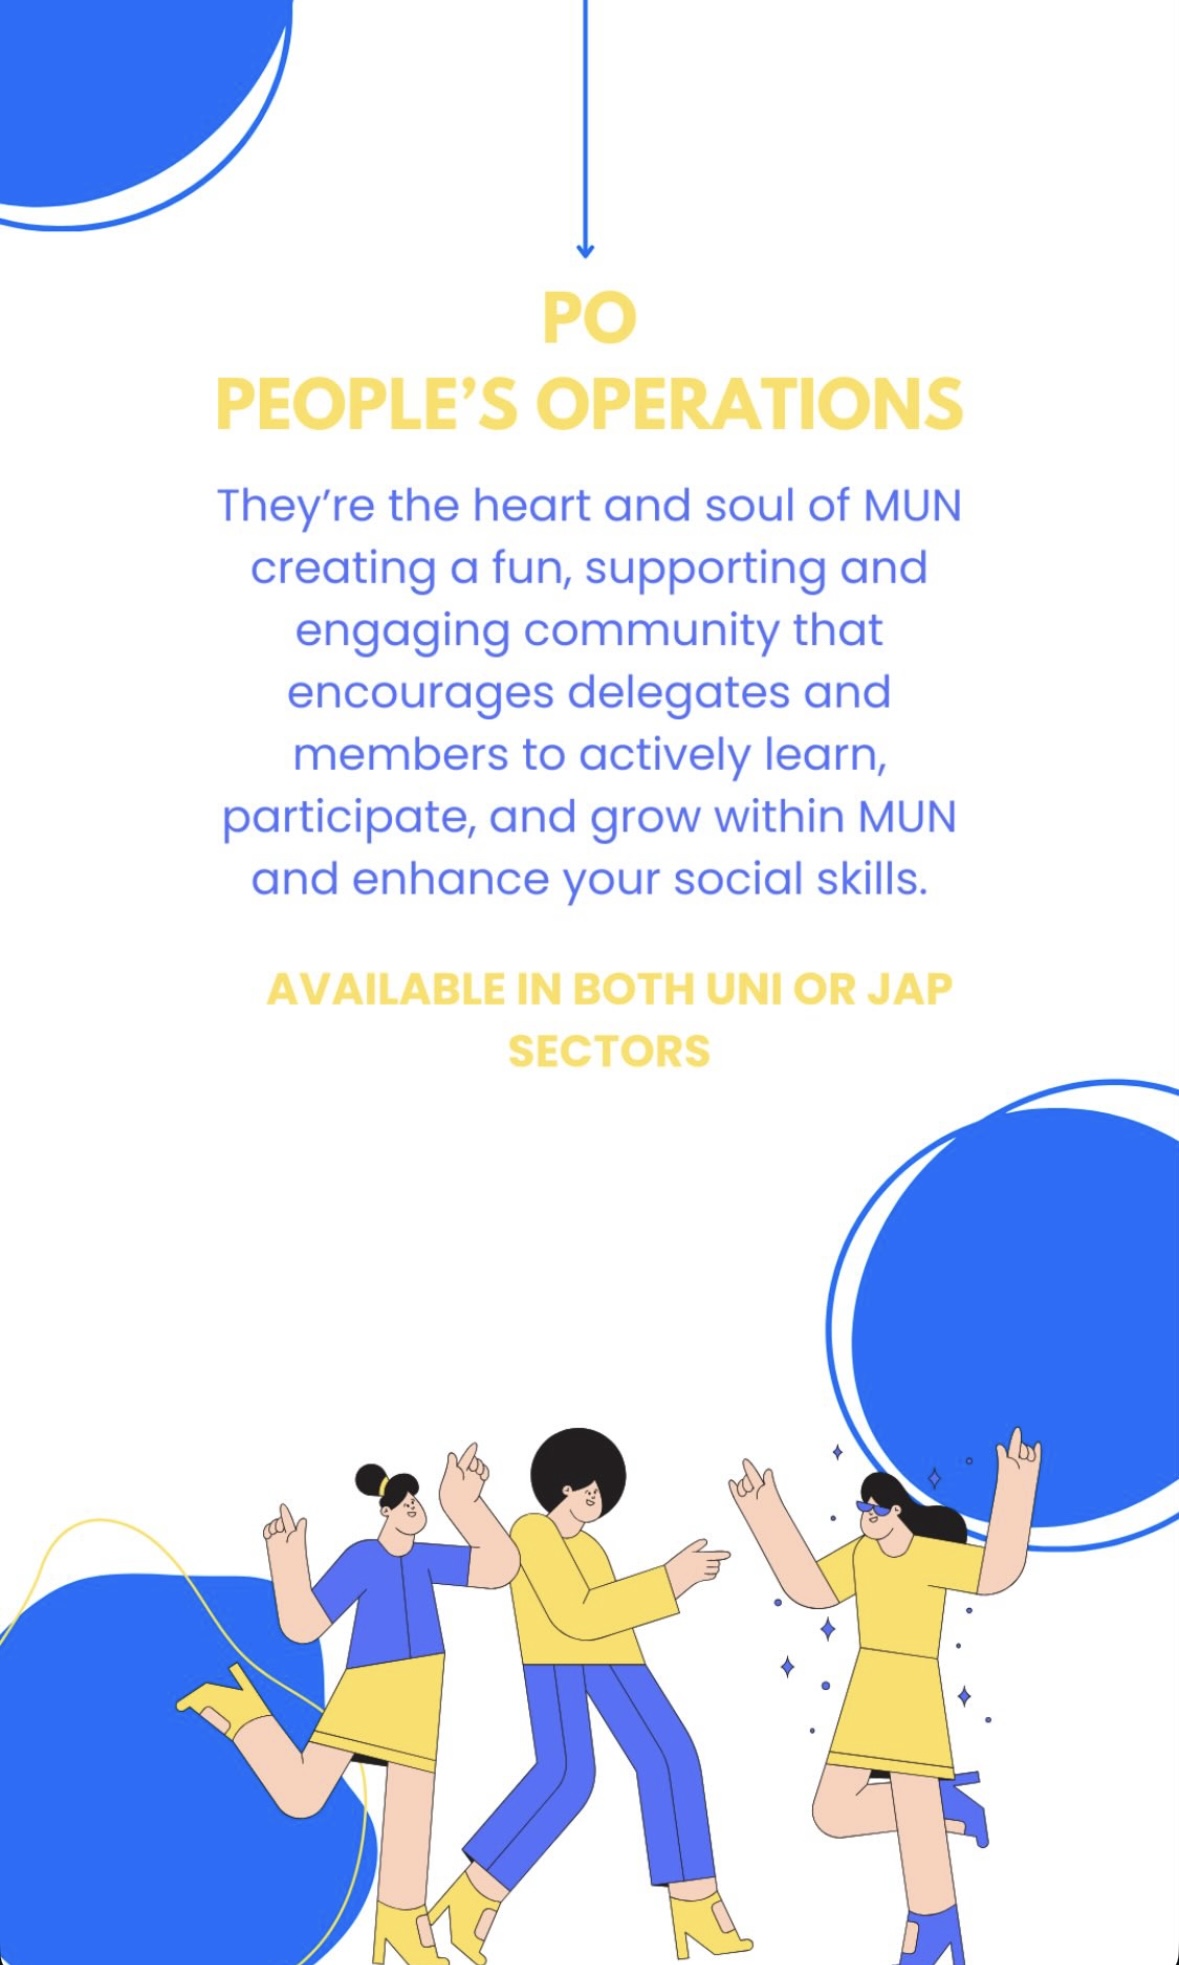 PO
PEOPLE’S OPERATIONS
They’re the heart and soul of MUN
creating a fun, supporting and
engaging community that
encourages delegates and
members to actively learn,
participate, and grow within MUN
and enhance your social skills.
AVAILABLE IN BOTH UNI OR JAP
SECTORS